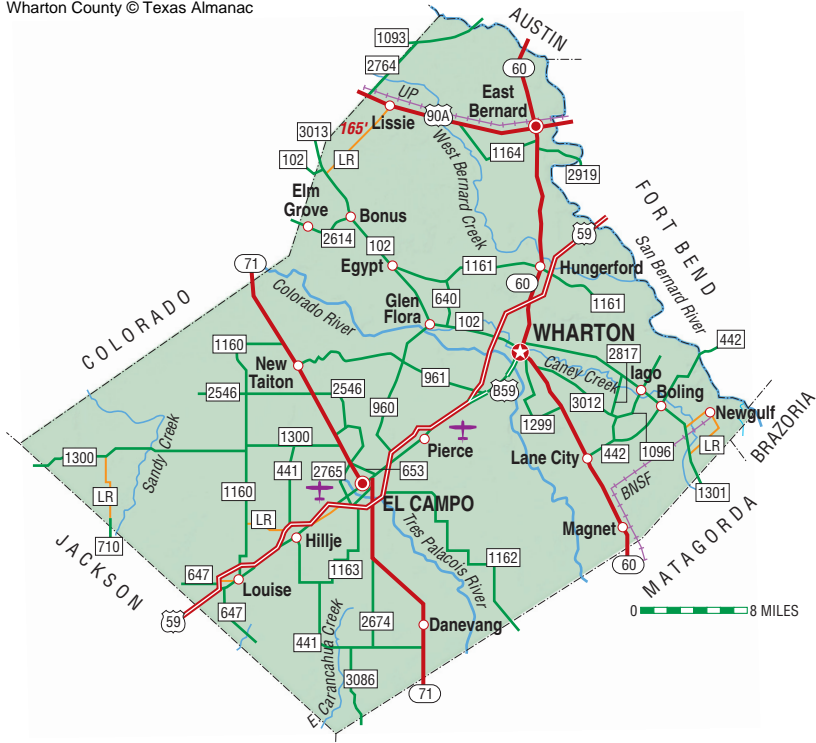 Wharton County © Texas Almanac
AUSTIN
1093
2764
60
UP
90A
East
Bernard
Lissie
165'
3013
102
LR
1164
2919
West Bernard Creek
Elm
Grove
Bonus
2614
102
FORT BEND
59
San Bernard River
71
Egypt
1161
Hungerford
60
640
1161
Colorado River
Glen
Flora
102
COLORADO
WHARTON
442
1160
2817
Caney Creek
Iago
New
Taiton
961
B59
Boling
2546
2546
3012
Newgulf
BRAZORIA
960
1299
Sandy Creek
1300
Pierce
442
1096
LR
1300
Lane City
441
2765
653
BNSF
1301
LR
1160
EL CAMPO
LR
Magnet
MATAGORDA
710
Hillje
Tres Palacois River
JACKSON
1162
60
647
1163
Louise
0
8 MILES
647
59
2674
Danevang
441
E. Carancahua Creek
3086
71